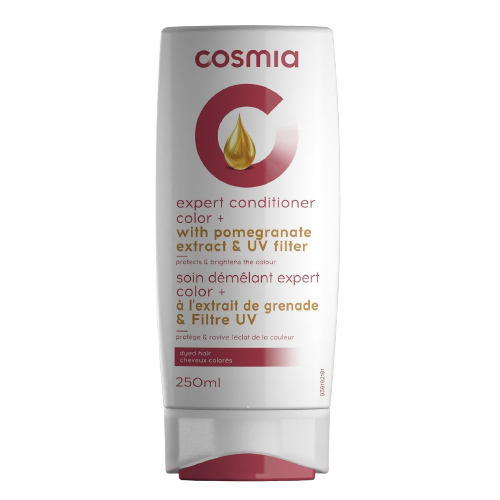 cosmia
expert conditioner
color +
with pomegranate
extract & UV filter
protects & brightens the colour
soin démêlant expert
color +
à l'extrait de grenade
& Filtre UV
protège & ravive l'éclat de la couleur
dyed hair
cheveux colorés
250ml